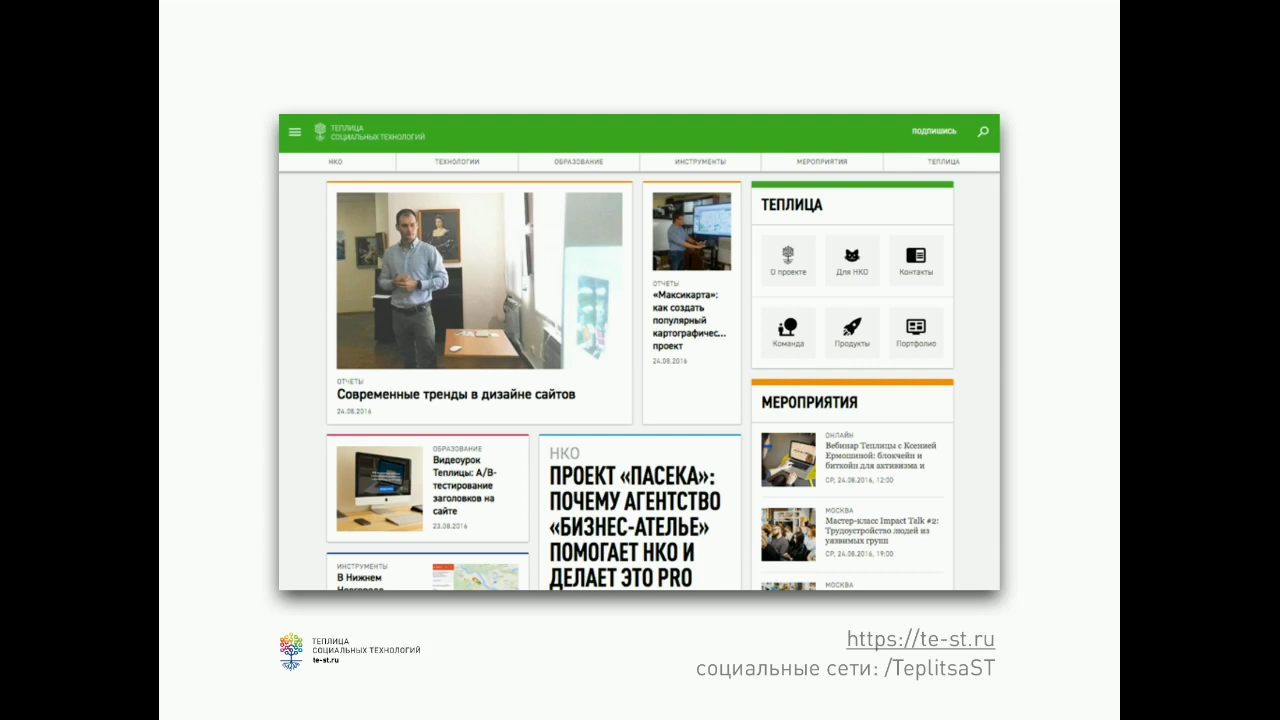 ТЕПЛИЦА
СОЦИАЛЬНЫХ ТЕХНОЛОГИЙ
ПОДПИШИСЬ
НКО
ТЕХНОЛОГИИ
ОБРАЗОВАНИЕ
ИНСТРУМЕНТЫ
МЕРОПРИЯТИЯ
ТЕПЛИЦА
ОТЧЕТЫ
Современные тренды в дизайне сайтов
24.08.2016
ОТЧЕТЫ
«Максикарта»:
как создать
популярный
картографичес...
проект
24.08.2016
ТЕПЛИЦА
О проекте
Для НКО
Контакты
Команда
Продукты
Портфолио
ОБРАЗОВАНИЕ
Видеоурок
Теплицы: A/B-
тестирование
заголовков на
сайте
23.08.2016
НКО
ПРОЕКТ «ПАСЕКА»:
ПОЧЕМУ АГЕНТСТВО
«БИЗНЕС-АТЕЛЬЕ»
ПОМОГАЕТ НКО И
ДЕЛАЕТ ЭТО PRO
МЕРОПРИЯТИЯ
ОНЛАЙН
Вебинар Теплицы с Ксенией
Ермошиной: блокчейн и
биткойн для активизма и
СР, 24.08.2016, 12:00
МОСКВА
Мастер-класс Impact Talk #2:
Трудоустройство людей из
уязвимых групп
СР, 24.08.2016, 19:00
МОСКВА
ИНСТРУМЕНТЫ
В Нижнем
Новгороде
ТЕПЛИЦА
СОЦИАЛЬНЫХ ТЕХНОЛОГИЙ
te-st.ru
https://te-st.ru
социальные сети: /TeplitsaST